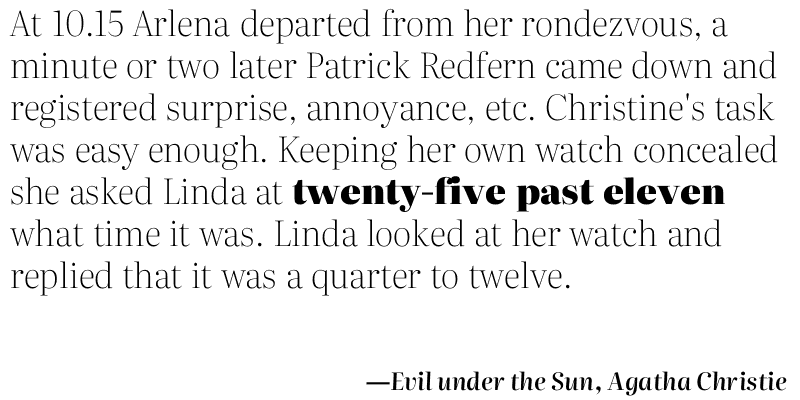 At 10.15 Arlena departed from her rondezvous, a
minute or two later Patrick Redfern came down and
registered surprise, annoyance, etc. Christine's task
was easy enough. Keeping her own watch concealed
she asked Linda at twenty-five past eleven
what time it was. Linda looked at her watch and
replied that it was a quarter to twelve.
—Evil under the Sun, Agatha Christie